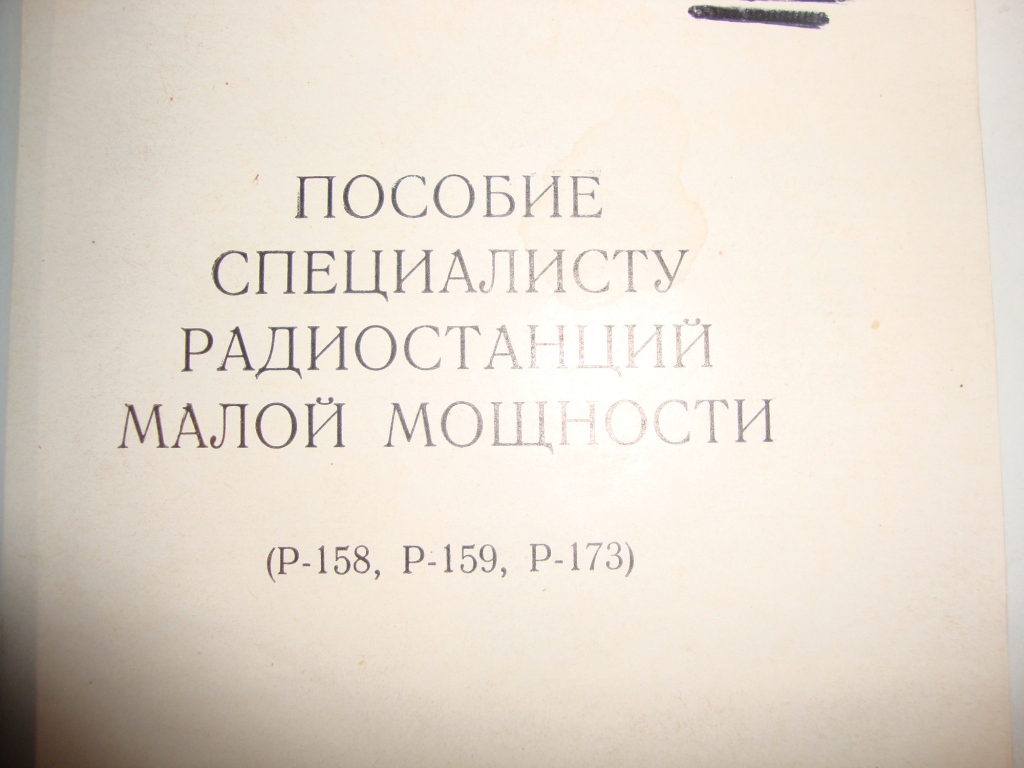 ПОСОБИЕ
СПЕЦИАЛИСТУ
РАДИОСТАНЦИЙ
МАЛОЙ МОЩНОСТИ
(Р-158, Р-159, Р-173)